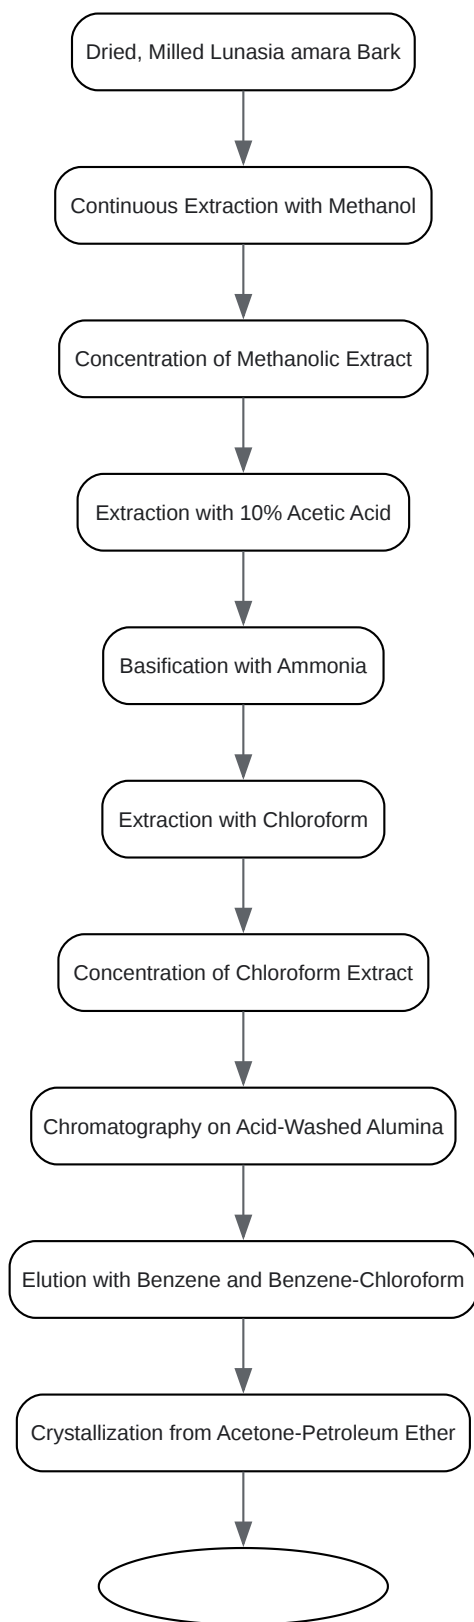 Dried, Milled Lunasia amara Bark
Continuous Extraction with Methanol
Concentration of Methanolic Extract
Extraction with 10% Acetic Acid
Basification with Ammonia
Extraction with Chloroform
Concentration of Chloroform Extract
Chromatography on Acid-Washed Alumina
Elution with Benzene and Benzene-Chloroform
Crystallization from Acetone-Petroleum Ether